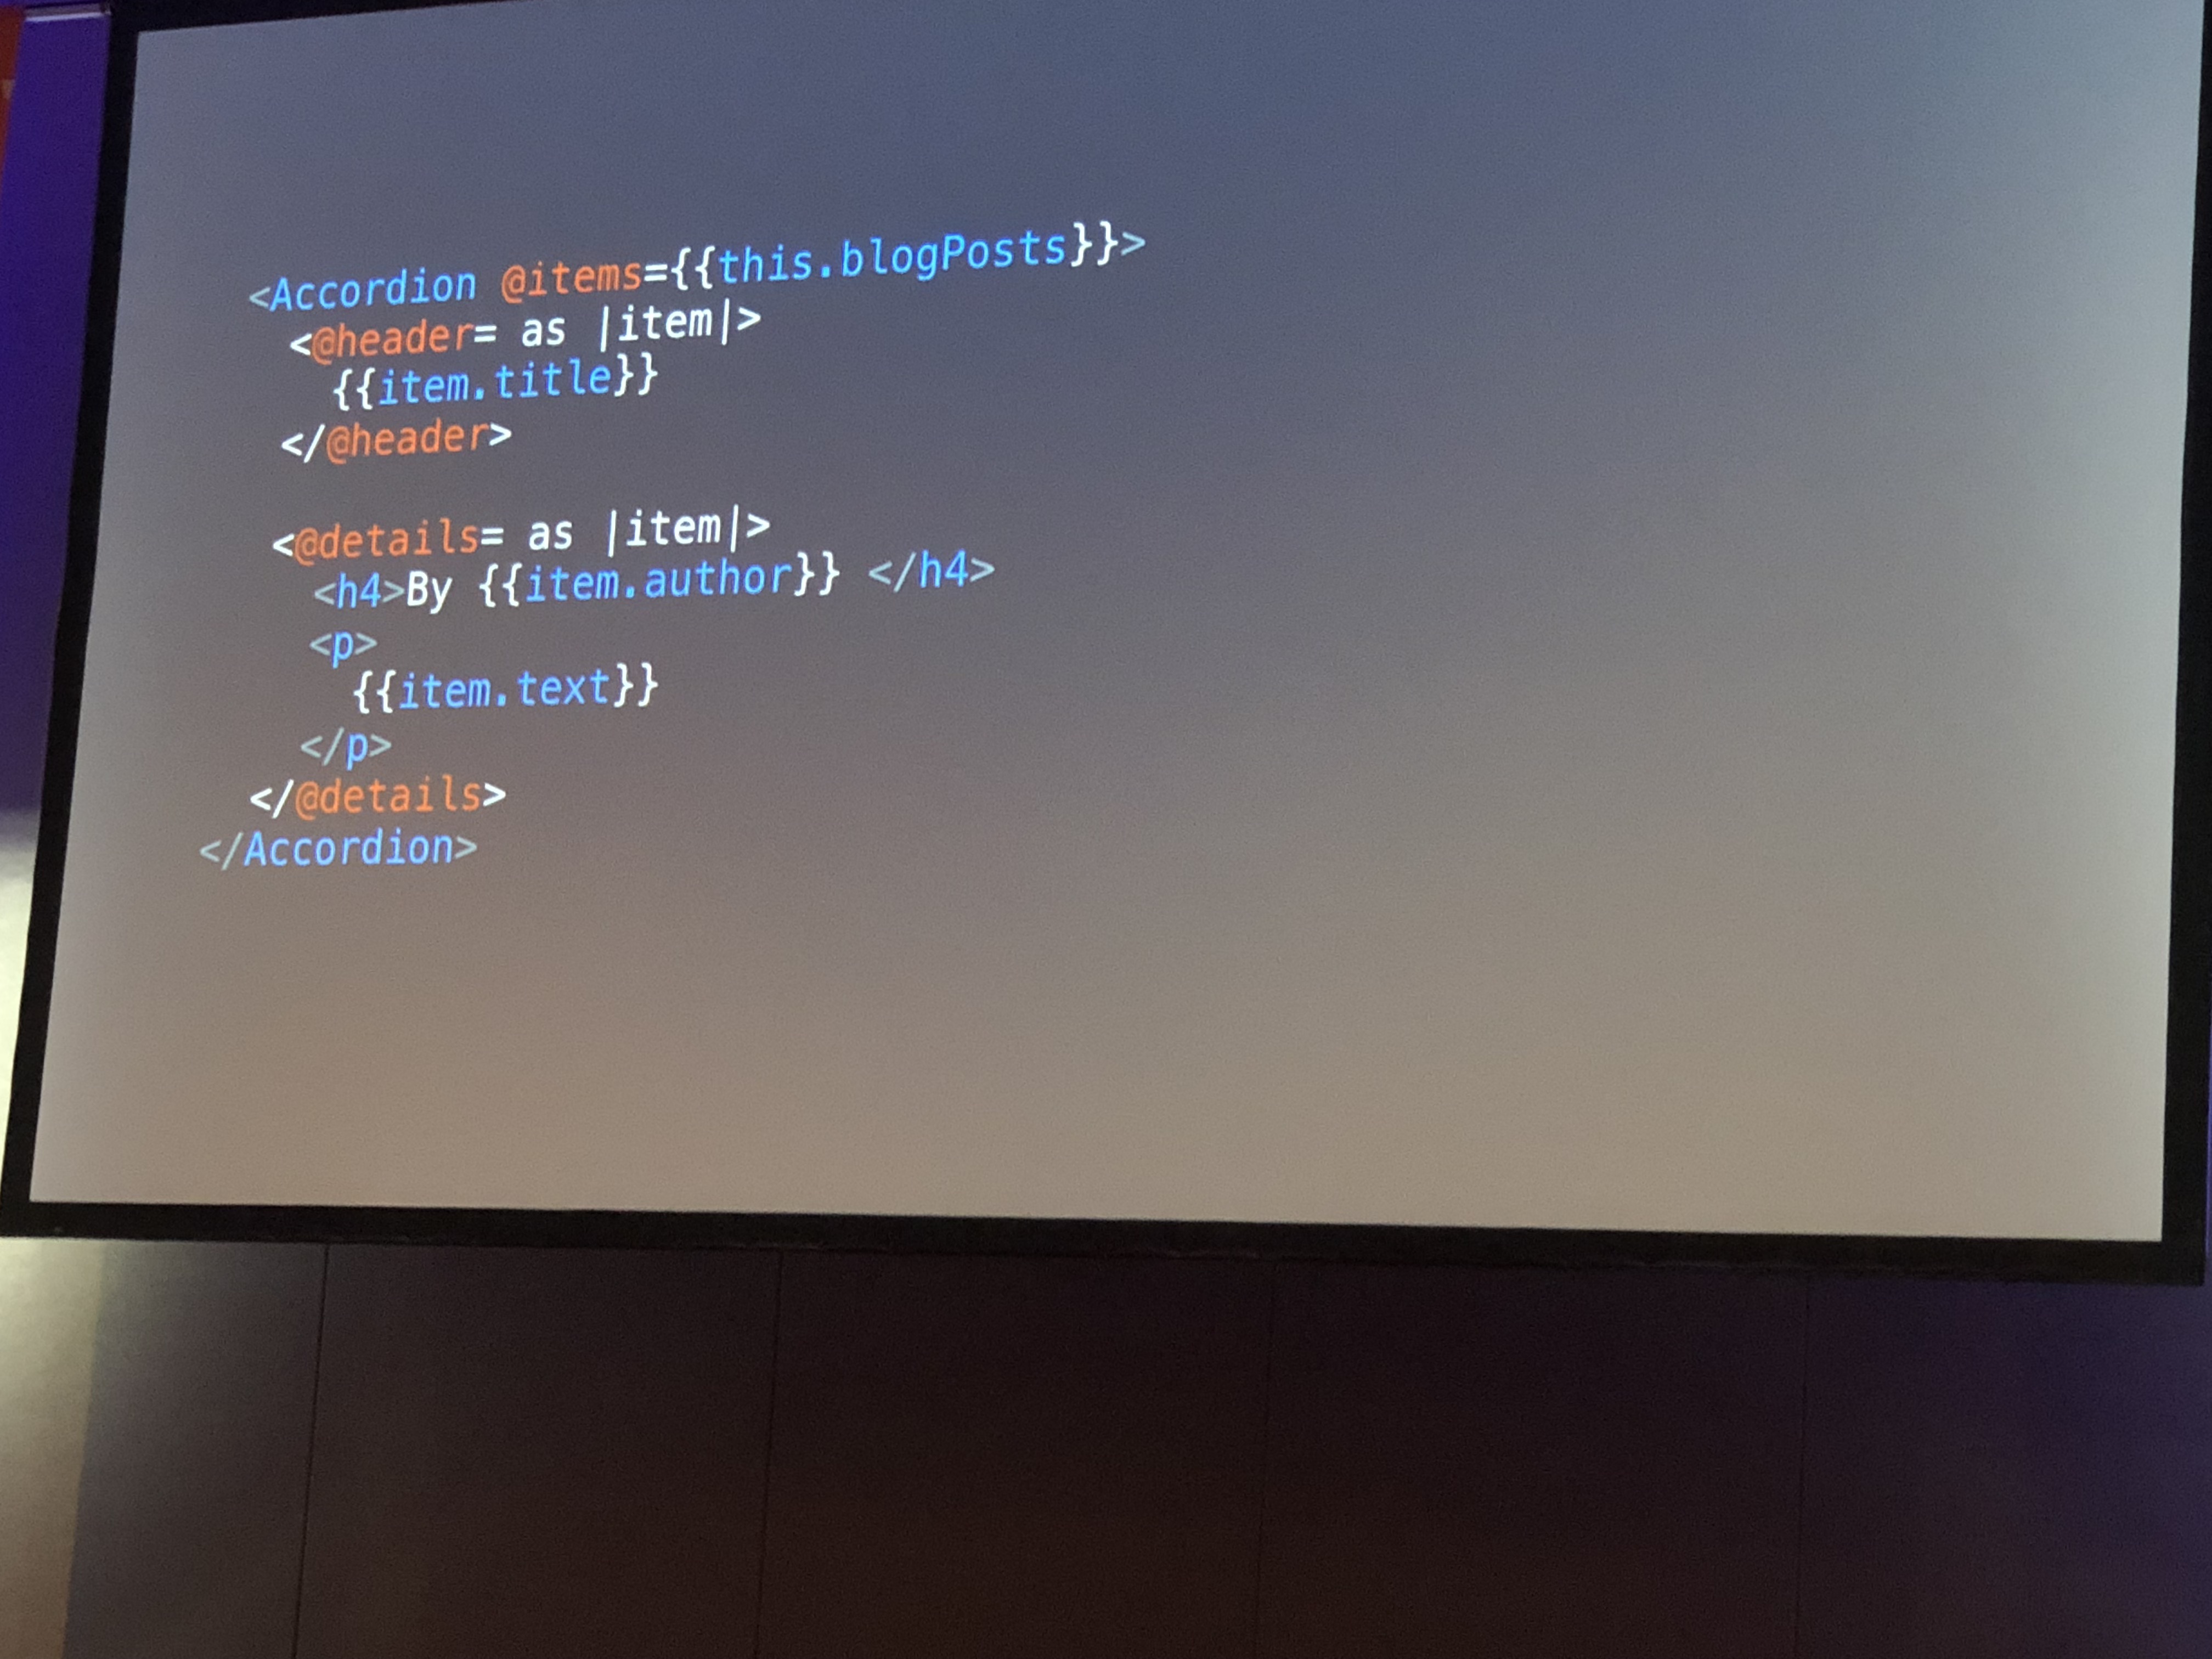 <Accordion @items={{this.blogPosts}}>
<@header= as |item|>
{{item.title}}
</@header>
<@details= as |item|>
<h4>By {{item.author}} </h4>
<p>
{{item.text}}
</p>
</@details>
</Accordion>